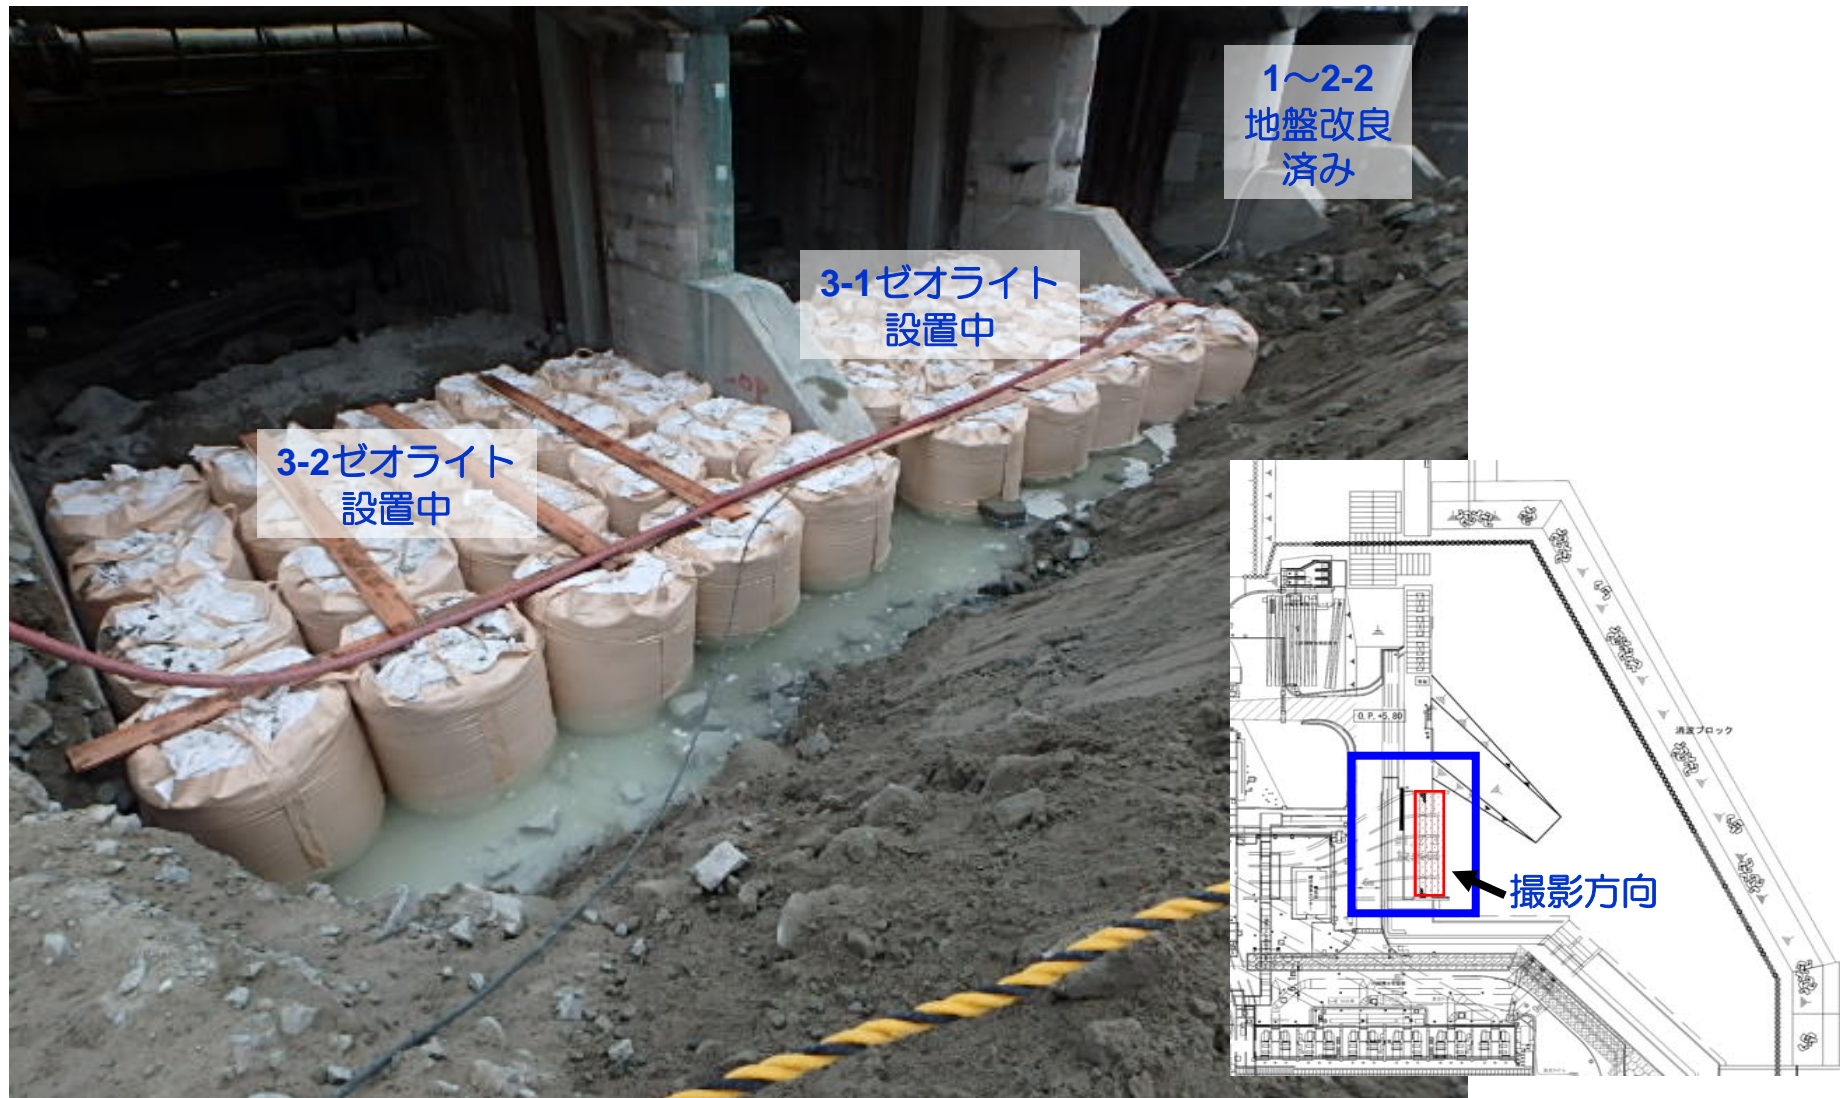 1～2-2
地盤改良
済み
3-1ゼオライト
設置中
3-2ゼオライト
設置中
O.P.+5.80
消波ブロック
撮影方向